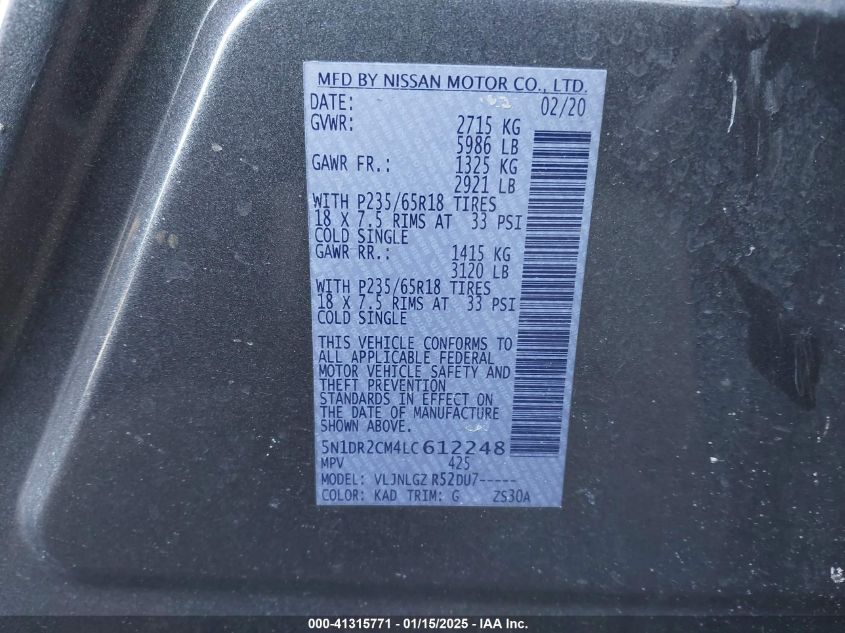 MFD BY NISSAN MOTOR CO., LTD.
DATE: 02/20
GVWR: 2715 KG
5986 LB
GAWR FR.: 1325 KG
2921 LB
WITH P235/65R18 TIRES
18 X 7.5 RIMS AT 33 PSI
COLD SINGLE
GAWR RR.: 1415 KG
3120 LB
WITH P235/65R18 TIRES
18 X 7.5 RIMS AT 33 PSI
COLD SINGLE
THIS VEHICLE CONFORMS TO
ALL APPLICABLE FEDERAL
MOTOR VEHICLE SAFETY AND
THEFT PREVENTION
STANDARDS IN EFFECT ON
THE DATE OF MANUFACTURE
SHOWN ABOVE.
5N1DR2CM4LC612248
MPV 425
MODEL: VLJNLGZ R52DU7-----
COLOR: KAD TRIM: G ZS30A
000-41315771 - 01/15/2025 - IAA Inc.